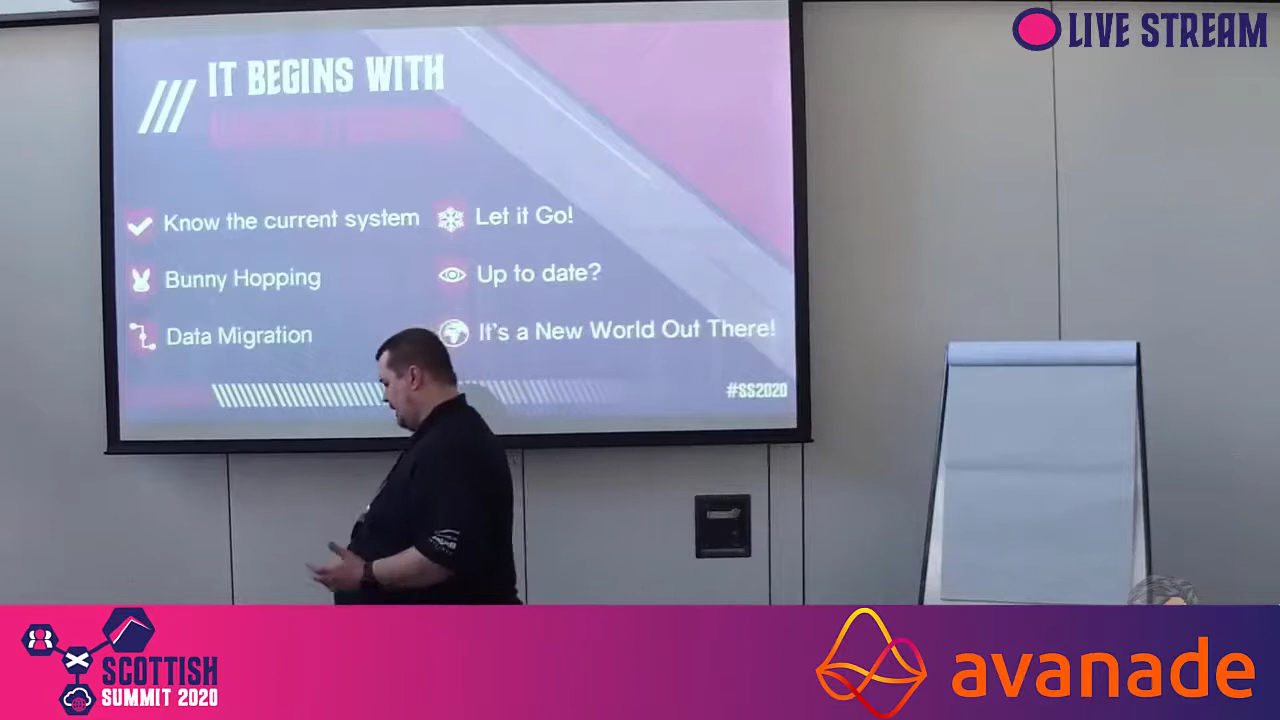 LIVE STREAM
IT BEGINS WITH
Know the current system
Let it Go!
Bunny Hopping
Up to date?
Data Migration
It's a New World Out There!
#SS2020
SCOTTISH
SUMMIT 2020
avanade